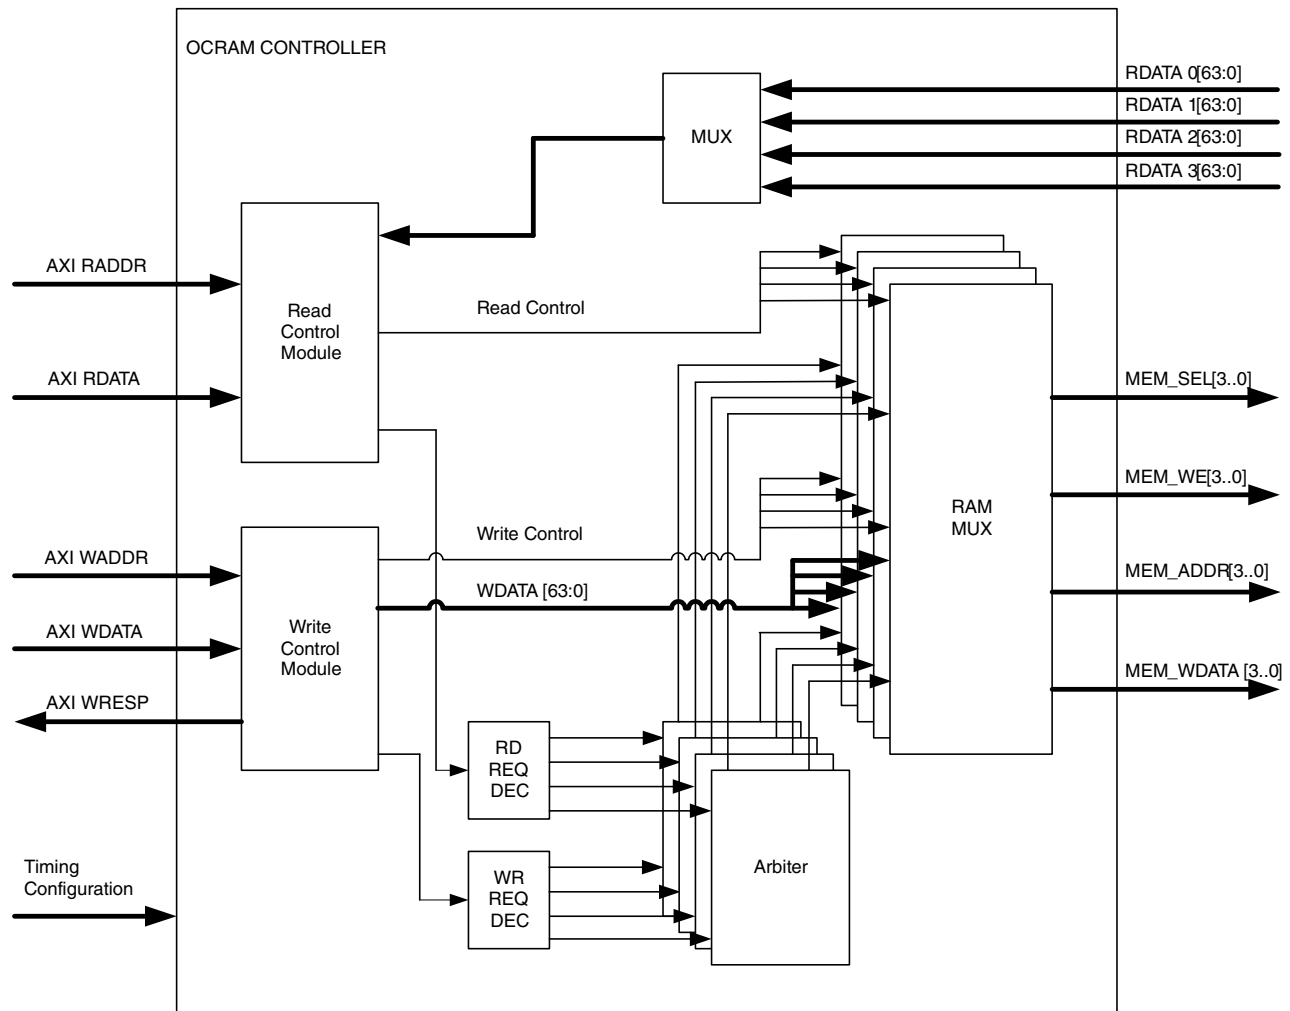 OCRAM CONTROLLER
RDATA 0[63:0]
RDATA 1[63:0]
RDATA 2[63:0]
RDATA 3[63:0]
MUX
AXI RADDR
AXI RDATA
Read
Control
Module
Read Control
MEM_SEL[3..0]
MEM_WE[3..0]
MEM_ADDR[3..0]
MEM_WDATA [3..0]
RAM
MUX
Write Control
WDATA [63:0]
AXI WADDR
AXI WDATA
AXI WRESP
Write
Control
Module
RD
REQ
DEC
WR
REQ
DEC
Arbiter
Timing
Configuration